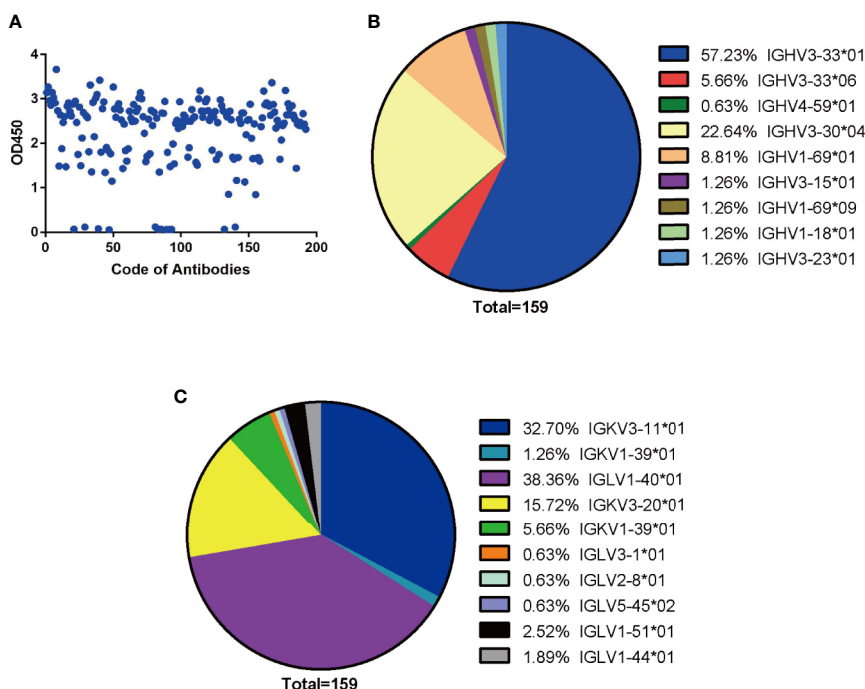 A
4
3
2
1
0
OD450
0 50 100 150 200
Code of Antibodies
B
57.23% IGHV3-33*01
5.66% IGHV3-33*06
0.63% IGHV4-59*01
22.64% IGHV3-30*04
8.81% IGHV1-69*01
1.26% IGHV3-15*01
1.26% IGHV1-69*09
1.26% IGHV1-18*01
1.26% IGHV3-23*01
Total=159
C
32.70% IGKV3-11*01
1.26% IGKV1-39*01
38.36% IGLV1-40*01
15.72% IGKV3-20*01
5.66% IGKV1-39*01
0.63% IGLV3-1*01
0.63% IGLV2-8*01
0.63% IGLV5-45*02
2.52% IGLV1-51*01
1.89% IGLV1-44*01
Total=159